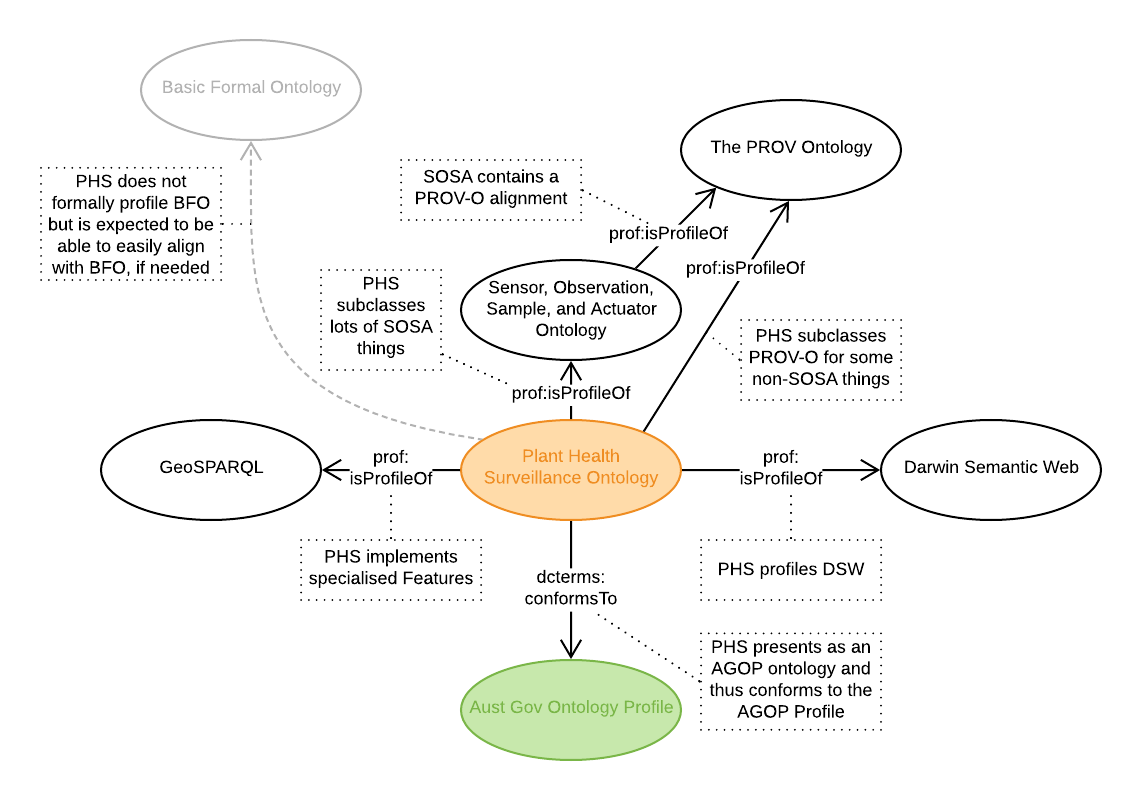 Basic Formal Ontology
The PROV Ontology
PHS does not
formally profile BFO
but is expected to be
able to easily align
with BFO, if needed
SOSA contains a
PROV-O alignment
prof:isProfileOf
prof:isProfileOf
PHS
subclasses
lots of SOSA
things
Sensor, Observation,
Sample, and Actuator
Ontology
PHS subclasses
PROV-O for some
non-SOSA things
prof:isProfileOf
GeoSPARQL
prof:
isProfileOf
Plant Health
Surveillance Ontology
prof:
isProfileOf
Darwin Semantic Web
PHS implements
specialised Features
dcterms:
conformsTo
PHS profiles DSW
PHS presents as an
AGOP ontology and
thus conforms to the
AGOP Profile
Aust Gov Ontology Profile